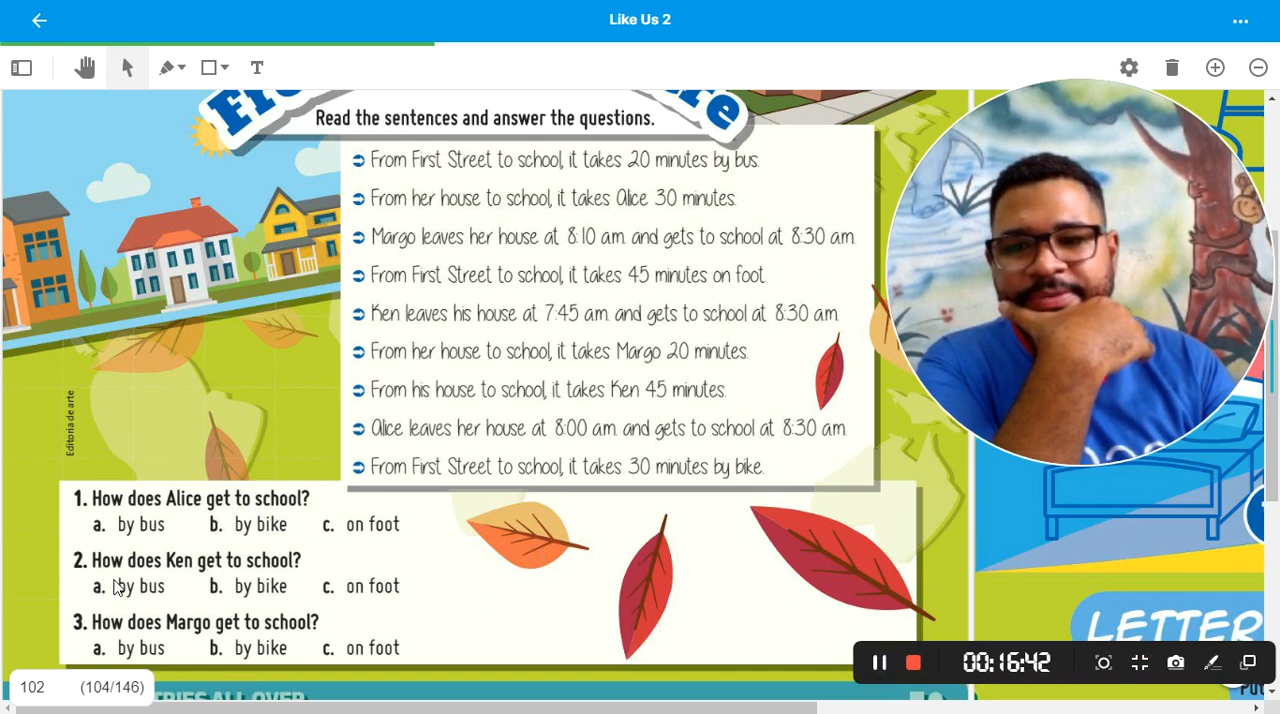 Like Us 2
T
Read the sentences and answer the questions.
From First Street to school, it takes 20 minutes by bus.
From her house to school, it takes Alice 30 minutes.
Margo leaves her house at 8:10 a.m. and gets to school at 8:30 a.m.
From First Street to school, it takes 45 minutes on foot.
Ken leaves his house at 7:45 a.m. and gets to school at 8:30 a.m.
From her house to school, it takes Margo 20 minutes.
From his house to school, it takes Ken 45 minutes.
Alice leaves her house at 8:00 a.m. and gets to school at 8:30 a.m.
From First Street to school, it takes 30 minutes by bike.
Editoria de arte
1. How does Alice get to school?
a. by bus b. by bike c. on foot
2. How does Ken get to school?
a. by bus b. by bike c. on foot
3. How does Margo get to school?
a. by bus b. by bike c. on foot
LETTER
00:16:42
102 (104/146)
TRIES ALL OVER
Put